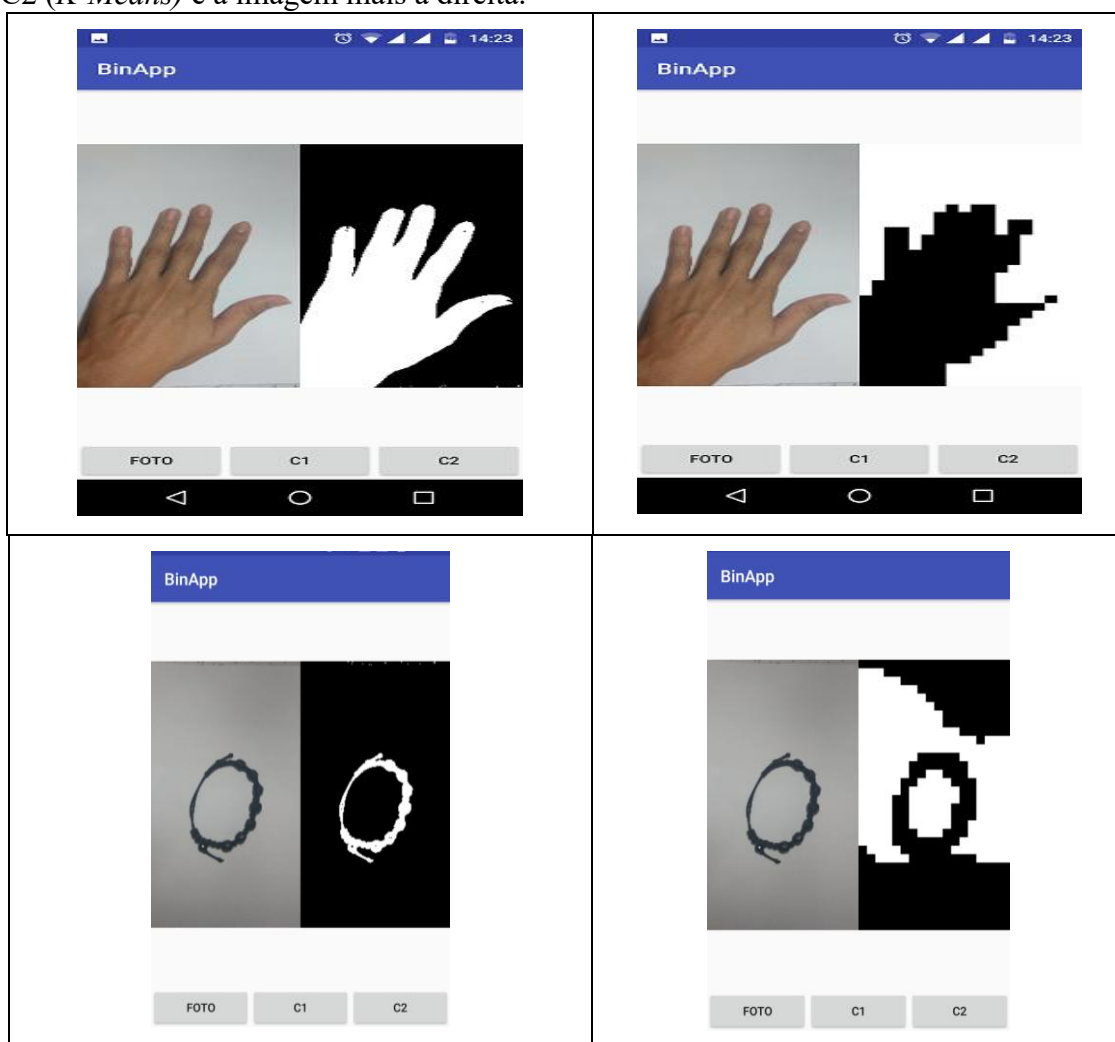 C2 (K-Means) é a imagem mais à direita.
14:23
BinApp
FOTO C1 C2
14:23
BinApp
FOTO C1 C2
BinApp
FOTO C1 C2
BinApp
FOTO C1 C2